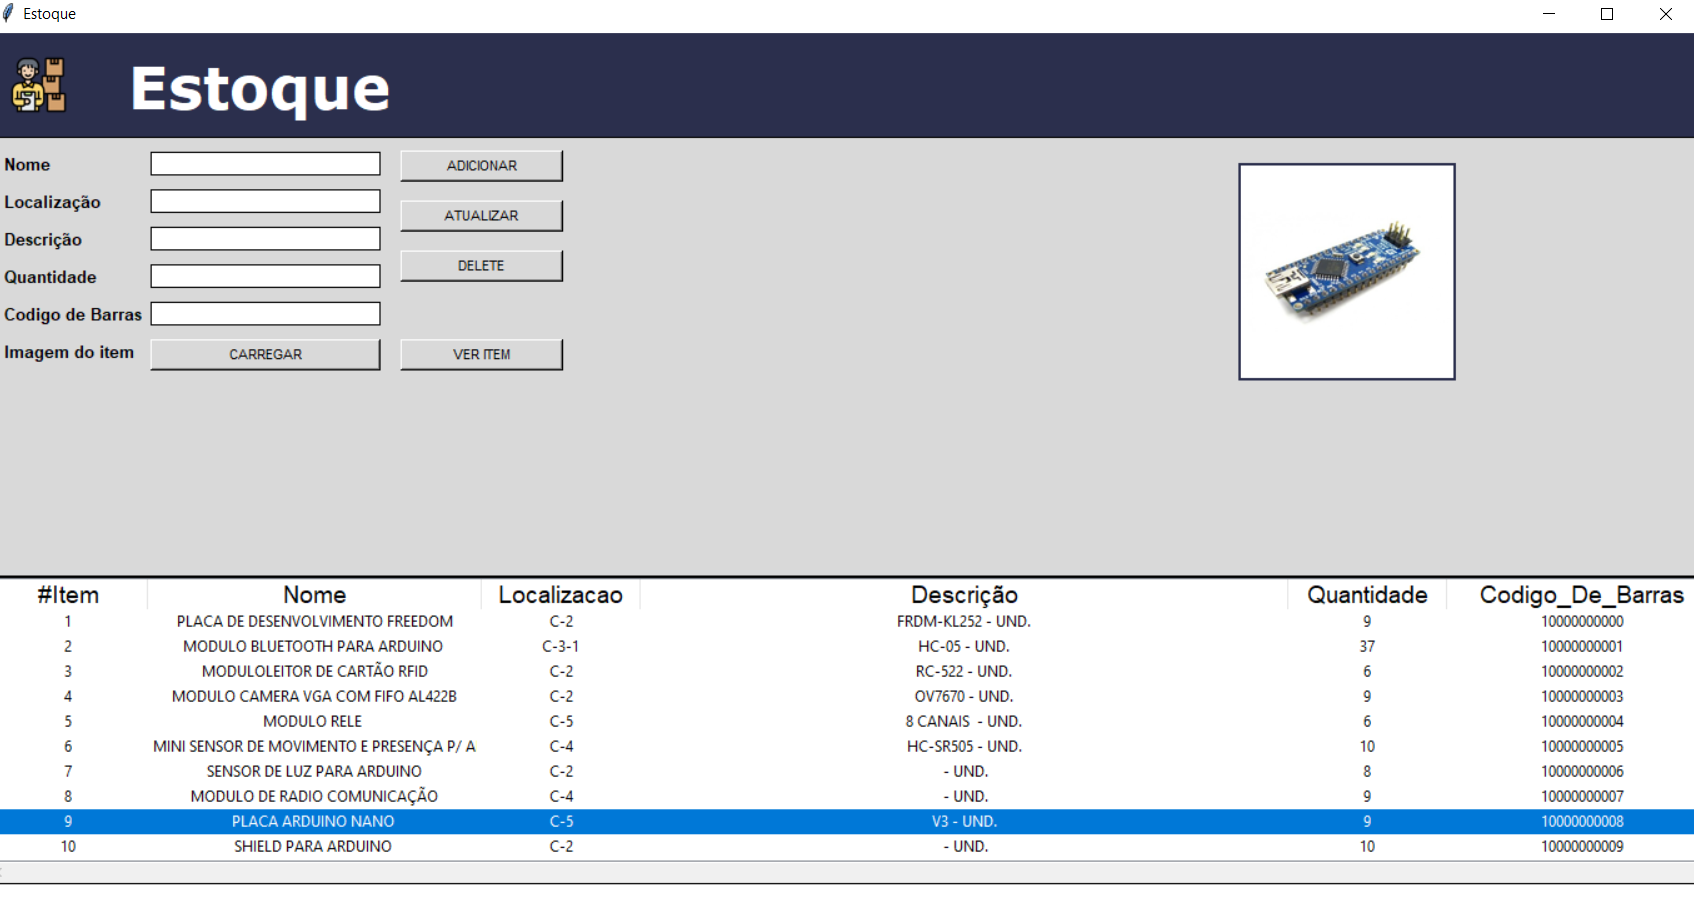 Estoque
Estoque
Nome
ADICIONAR
Localização
ATUALIZAR
Descrição
DELETE
Quantidade
Codigo de Barras
Imagem do item
CARREGAR
VER ITEM
#Item Nome Localizacao Descrição Quantidade Codigo_De_Barras
1 PLACA DE DESENVOLVIMENTO FREEDOM C-2 FRDM-KL252 - UND. 9 10000000000
2 MODULO BLUETOOTH PARA ARDUINO C-3-1 HC-05 - UND. 37 10000000001
3 MODULOLEITOR DE CARTÃO RFID C-2 RC-522 - UND. 6 10000000002
4 MODULO CAMERA VGA COM FIFO AL422B C-2 OV7670 - UND. 9 10000000003
5 MODULO RELE C-5 8 CANAIS - UND. 6 10000000004
6 MINI SENSOR DE MOVIMENTO E PRESENÇA P/ A C-4 HC-SR505 - UND. 10 10000000005
7 SENSOR DE LUZ PARA ARDUINO C-2 - UND. 8 10000000006
8 MODULO DE RADIO COMUNICAÇÃO C-4 - UND. 9 10000000007
9 PLACA ARDUINO NANO C-5 V3 - UND. 9 10000000008
10 SHIELD PARA ARDUINO C-2 - UND. 10 10000000009